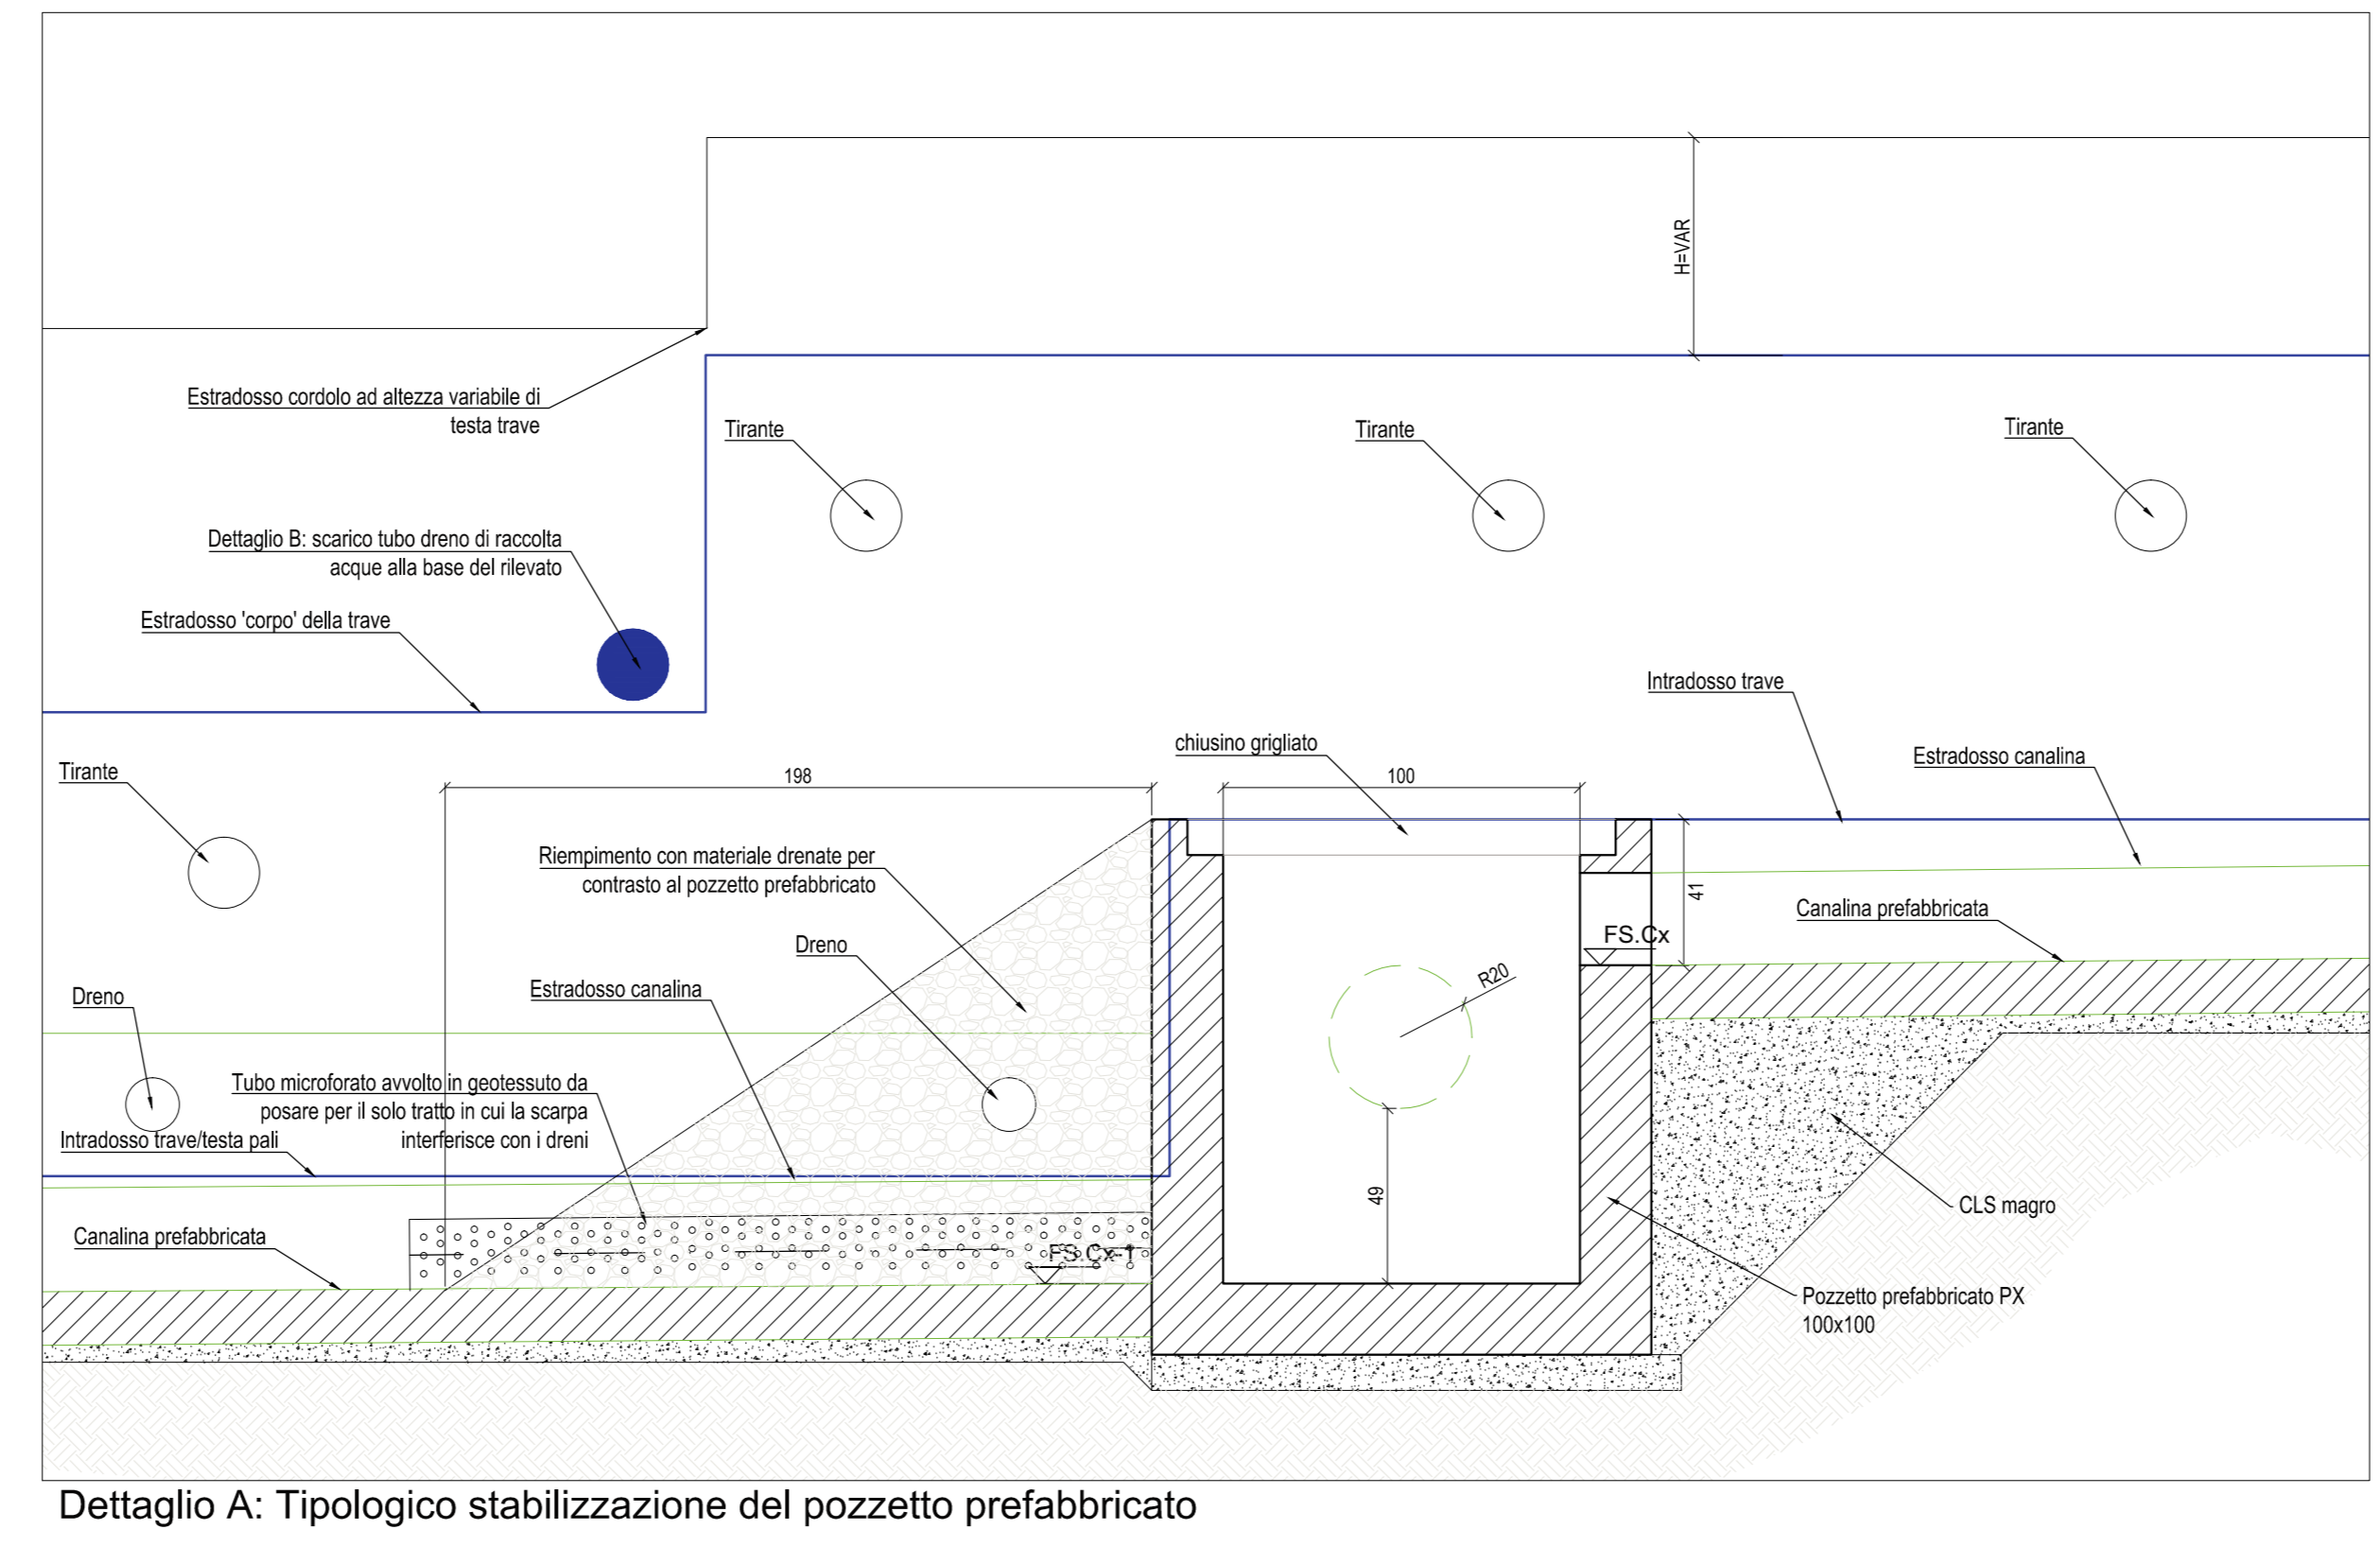 H=VAR
Estradosso cordolo ad altezza variabile di
testa trave
Tirante
Tirante
Tirante
Dettaglio B: scarico tubo dreno di raccolta
acque alla base del rilevato
Estradosso 'corpo' della trave
Intradosso trave
chiusino grigliato
Estradosso canalina
Tirante
198
100
Riempimento con materiale drenate per
contrasto al pozzetto prefabbricato
41
Canalina prefabbricata
Dreno
FS.Cx
R20
Dreno
Estradosso canalina
Tubo microforato avvolto in geotessuto da
posare per il solo tratto in cui la scarpa
interferisce con i dreni
Intradosso trave/testa pali
49
CLS magro
Canalina prefabbricata
FS.Cx-1
Pozzetto prefabbricato PX
100x100
Dettaglio A: Tipologico stabilizzazione del pozzetto prefabbricato